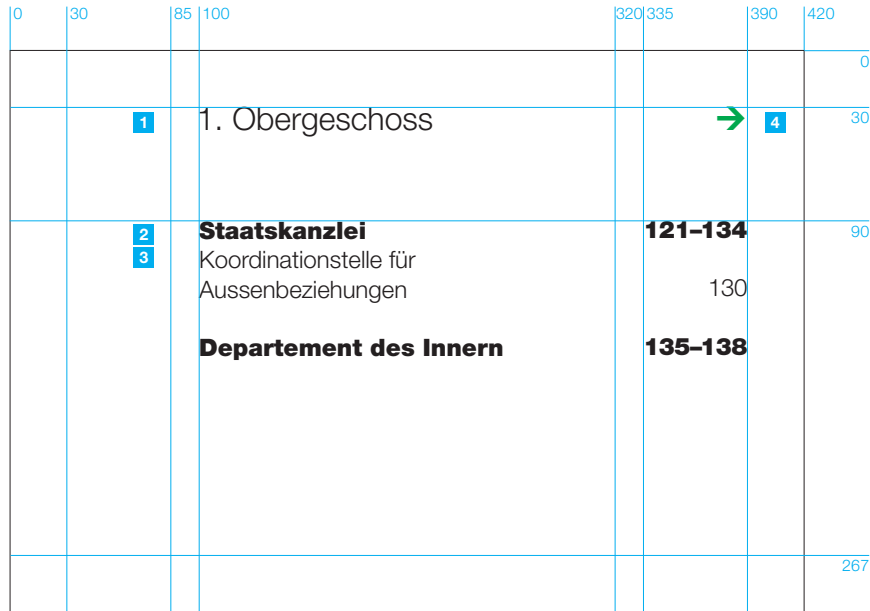 0 30 85 100 320 335 390 420
0
1 1. Obergeschoss → 4 30
2 Staatskanzlei 121–134 90
3 Koordinationstelle für
Aussenbeziehungen 130
Departement des Innern 135–138
267